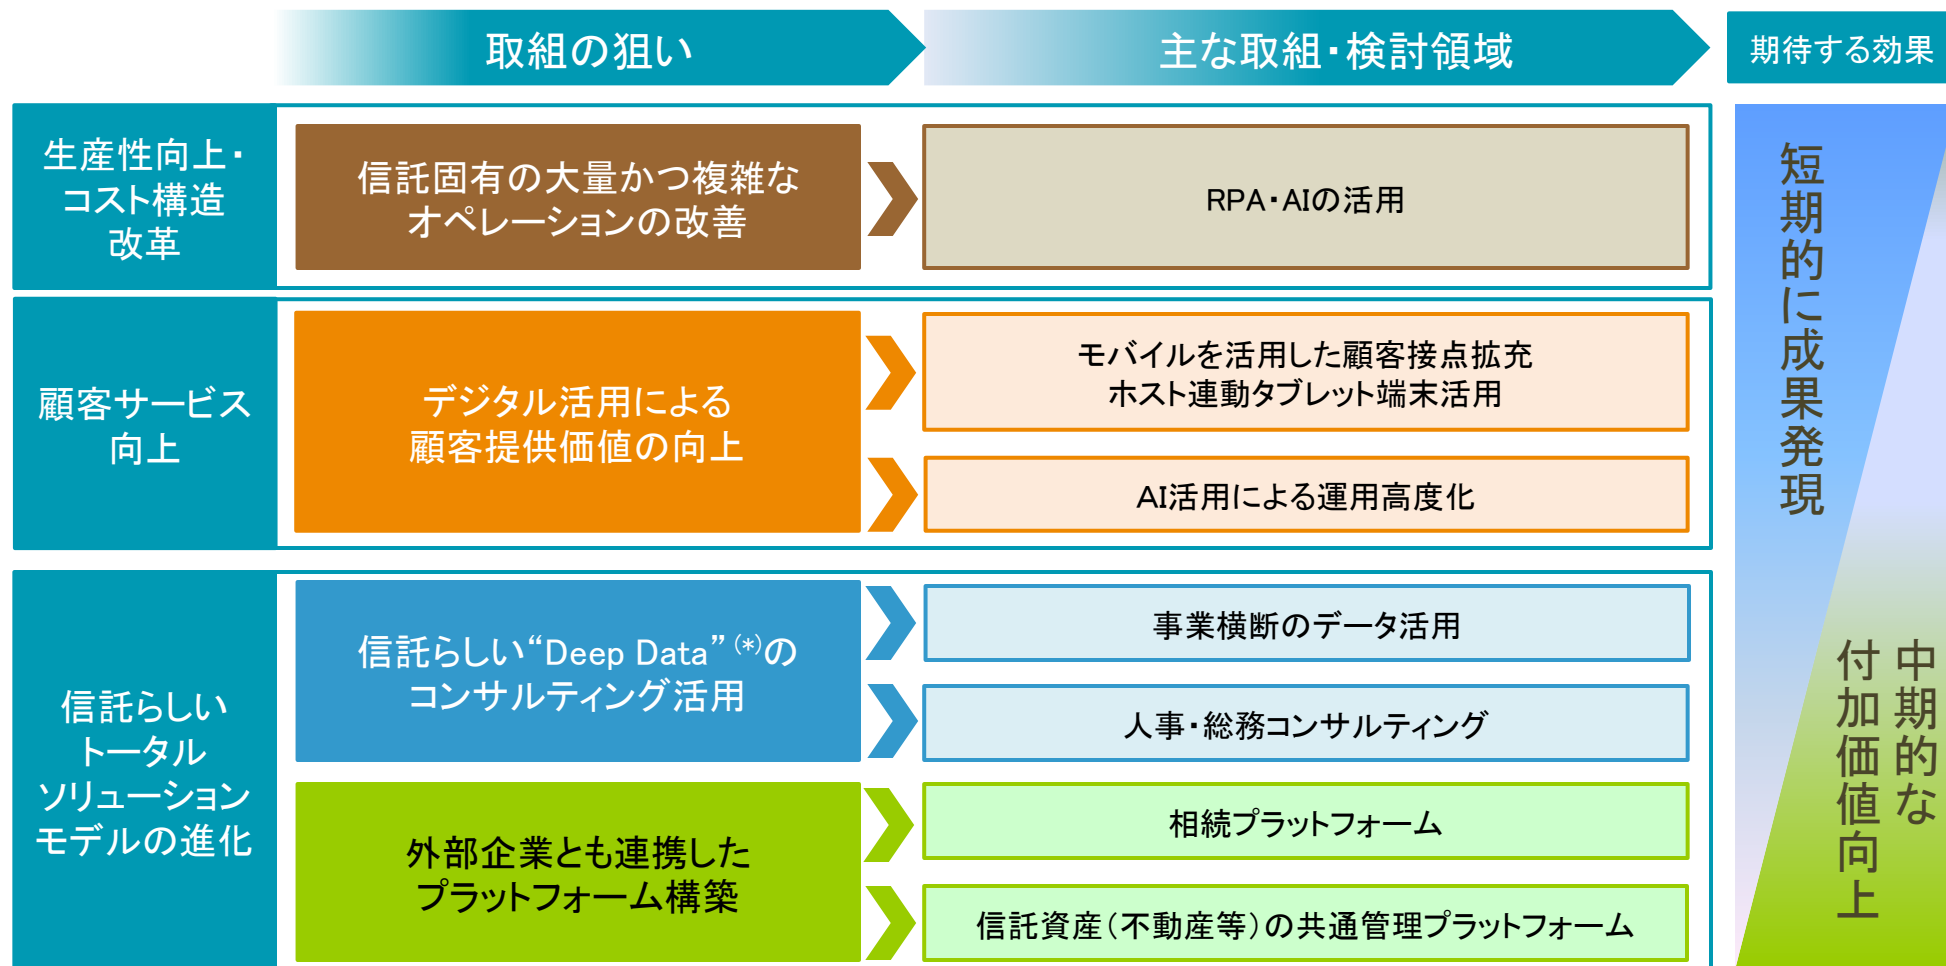 取組の狙い
主な取組・検討領域
期待する効果
生産性向上・
コスト構造
改革
信託固有の大量かつ複雑な
オペレーションの改善
RPA・AIの活用
顧客サービス
向上
デジタル活用による
顧客提供価値の向上
モバイルを活用した顧客接点拡充
ホスト連動タブレット端末活用
AI活用による運用高度化
信託らしい
トータル
ソリューション
モデルの進化
信託らしい“Deep Data”(*)の
コンサルティング活用
事業横断のデータ活用
人事・総務コンサルティング
外部企業とも連携した
プラットフォーム構築
相続プラットフォーム
信託資産(不動産等)の共通管理プラットフォーム
短期的に成果発現
中期的な
付加価値向上